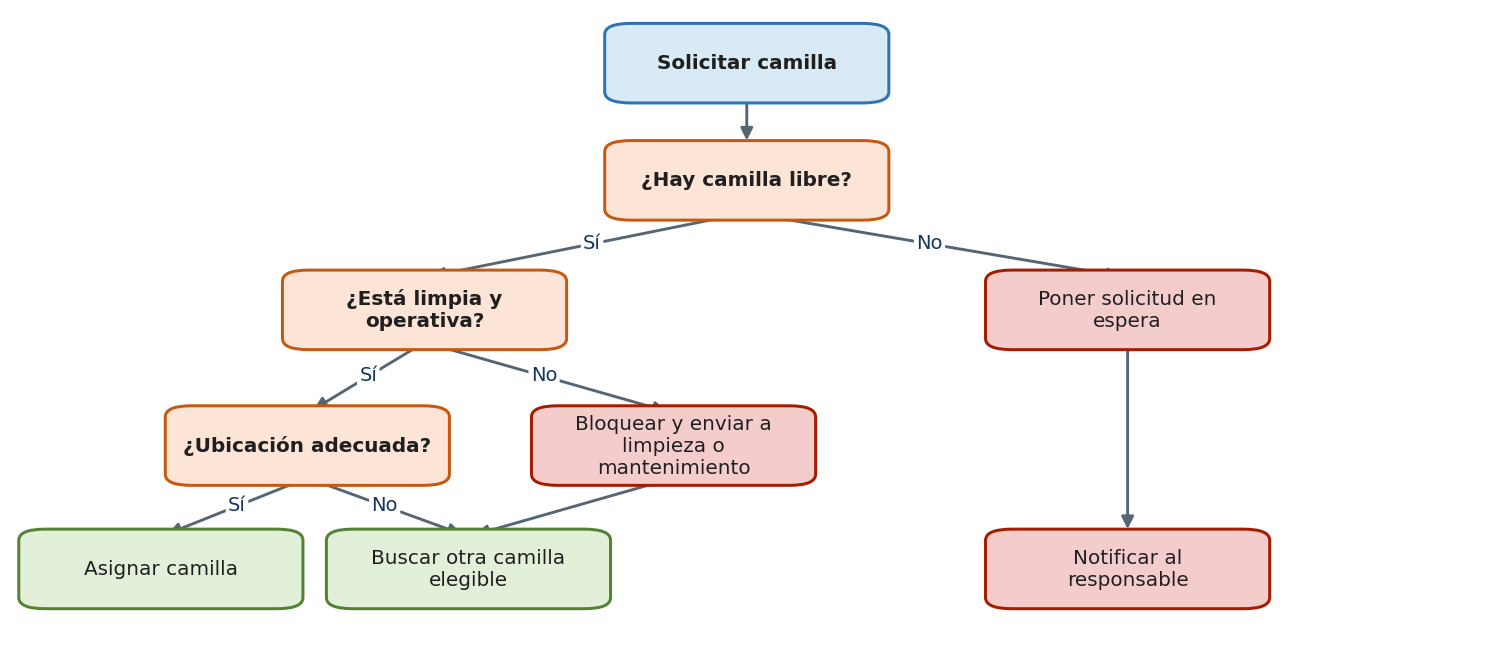 Solicitar camilla
¿Hay camilla libre?
Sí
No
¿Está limpia y
operativa?
Poner solicitud en
espera
Sí
No
¿Ubicación adecuada?
Bloquear y enviar a
limpieza o
mantenimiento
Sí
No
Asignar camilla
Buscar otra camilla
elegible
Notificar al
responsable